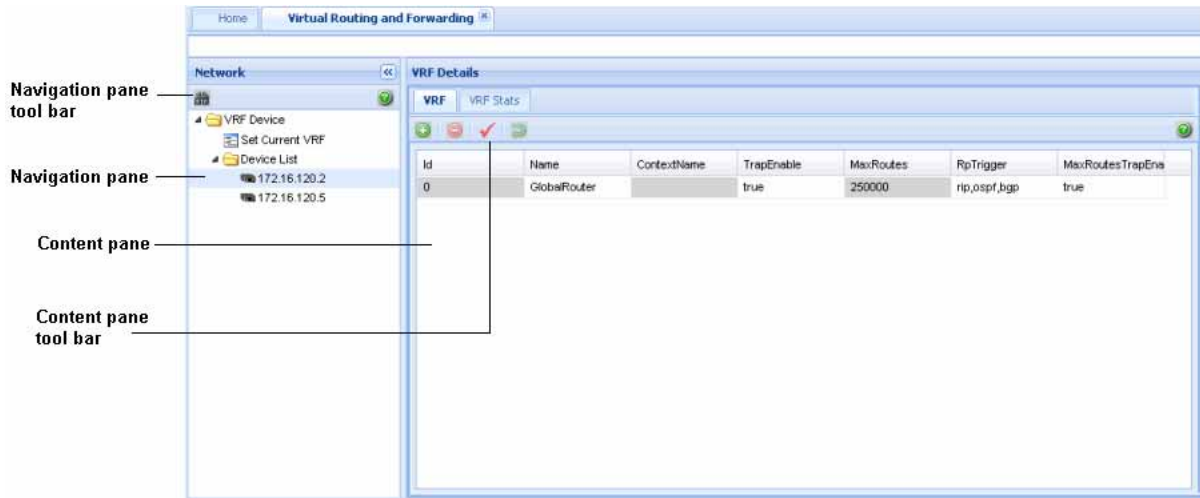 Home Virtual Routing and Forwarding
Network
VRF Details
Navigation pane
tool bar
VRF VRF Stats
VRF Device
Set Current VRF
Device List
Navigation pane
172.16.120.2
172.16.120.5
Id Name ContextName TrapEnable MaxRoutes RpTrigger MaxRoutesTrapEna
0 GlobalRouter true 250000 rip,ospf,bgp true
Content pane
Content pane
tool bar